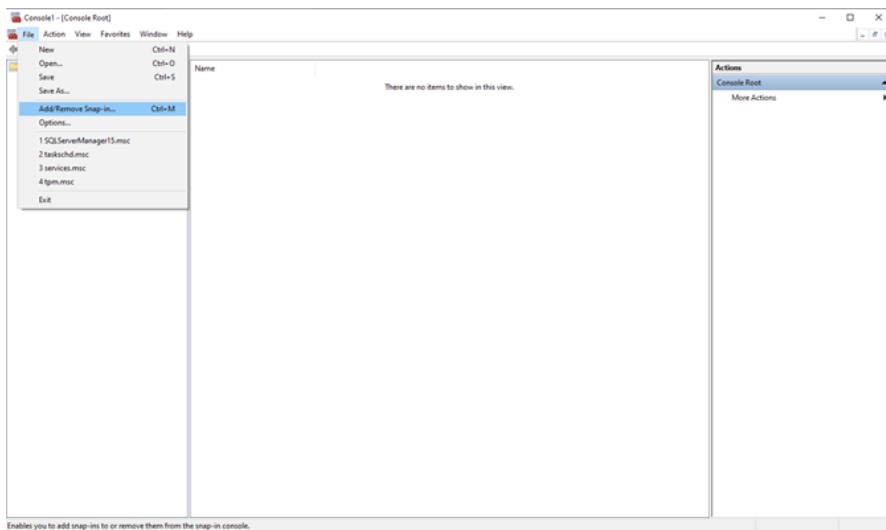 Console1 - [Console Root]
File Action View Favorites Window Help
New Ctrl+N
Open... Ctrl+O
Save Ctrl+S
Save As...
Add/Remove Snap-in... Ctrl+M
Options...
1 SQLServerManager15.msc
2 taskschd.msc
3 services.msc
4 tpm.msc
Exit
Name
There are no items to show in this view.
Actions
Console Root
More Actions
Enables you to add snap-ins to or remove them from the snap-in console.